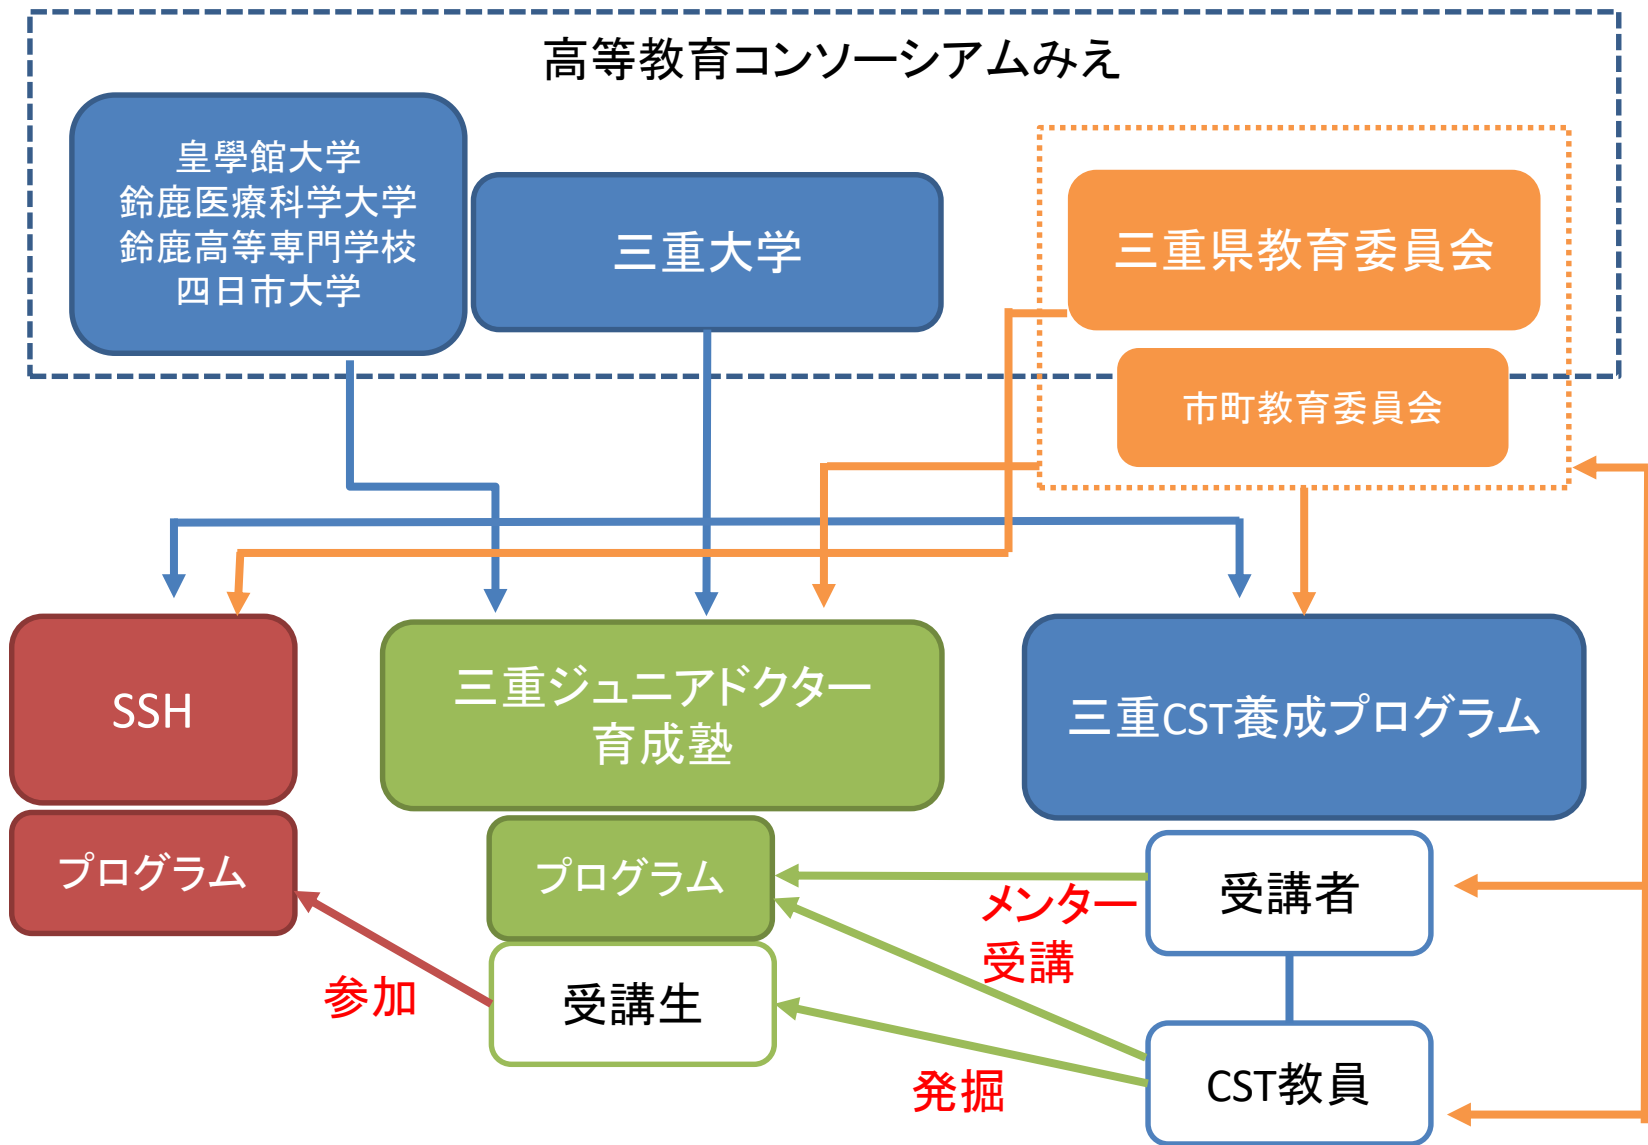 高等教育コンソーシアムみえ
皇學館大学
鈴鹿医療科学大学
鈴鹿高等専門学校
四日市大学
三重大学
三重県教育委員会
市町教育委員会
SSH
プログラム
三重ジュニアドクター
育成塾
プログラム
受講生
三重CST養成プログラム
受講者
CST教員
メンター
受講
参加
発掘